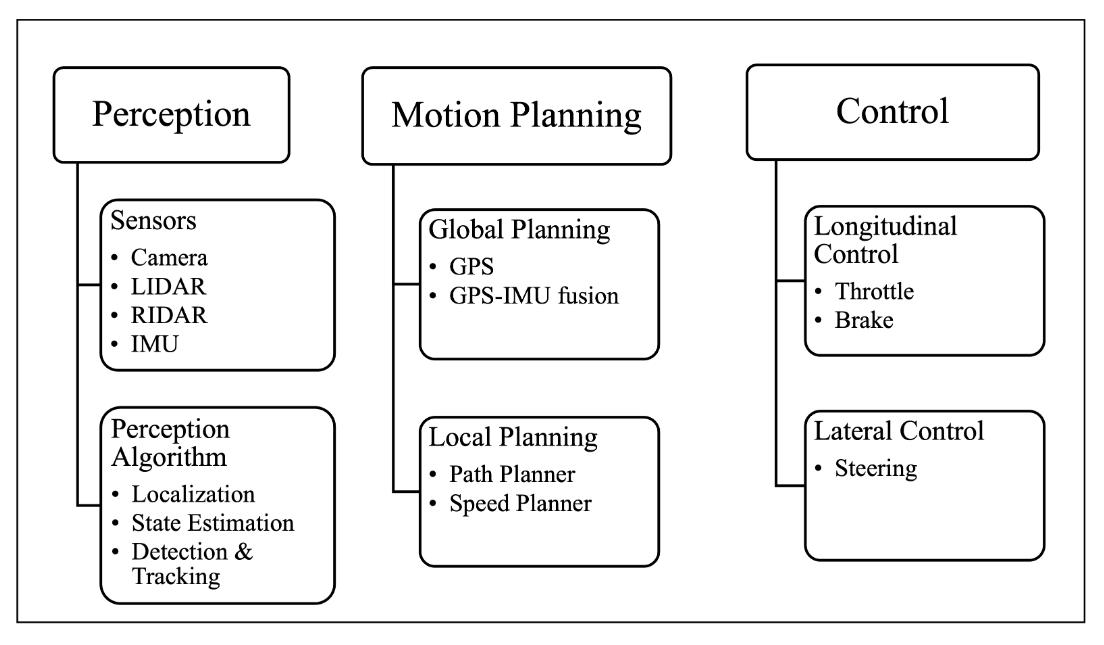 Perception
Sensors
• Camera
• LIDAR
• RIDAR
• IMU
Perception
Algorithm
• Localization
• State Estimation
• Detection &
Tracking
Motion Planning
Global Planning
• GPS
• GPS-IMU fusion
Local Planning
• Path Planner
• Speed Planner
Control
Longitudinal
Control
• Throttle
• Brake
Lateral Control
• Steering